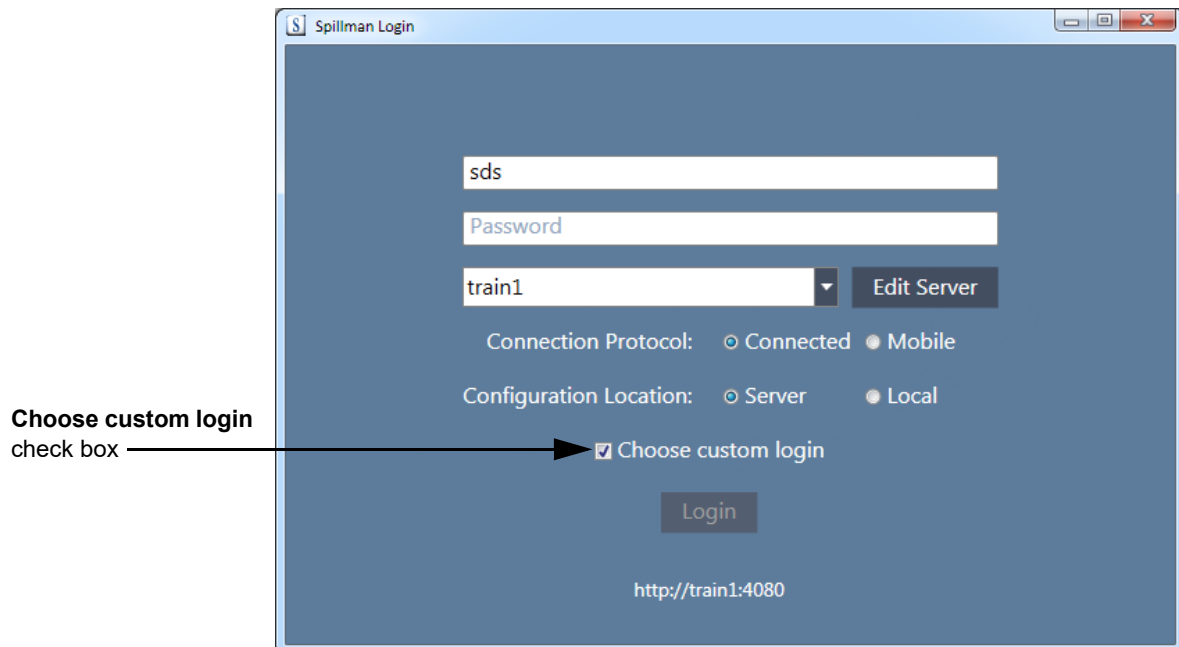 S Spillman Login
sds
Password
train1
Edit Server
Connection Protocol: Connected Mobile
Configuration Location: Server Local
Choose custom login
check box
Choose custom login
Login
http://train1:4080